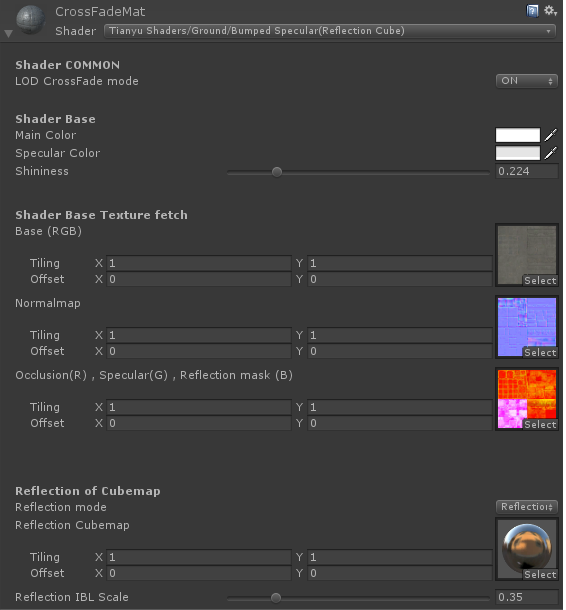 CrossFadeMat
Shader Tianyu Shaders/Ground/Bumped Specular(Reflection Cube)
Shader COMMON
LOD CrossFade mode ON
Shader Base
Main Color
Specular Color
Shininess 0.224
Shader Base Texture fetch
Base (RGB)
Tiling X 1 Y 1
Offset X 0 Y 0
Select
Normalmap
Tiling X 1 Y 1
Offset X 0 Y 0
Select
Occlusion(R) , Specular(G) , Reflection mask (B)
Tiling X 1 Y 1
Offset X 0 Y 0
Select
Reflection of Cubemap
Reflection mode Reflection
Reflection Cubemap
Tiling X 1 Y 1
Offset X 0 Y 0
Select
Reflection IBL Scale 0.35